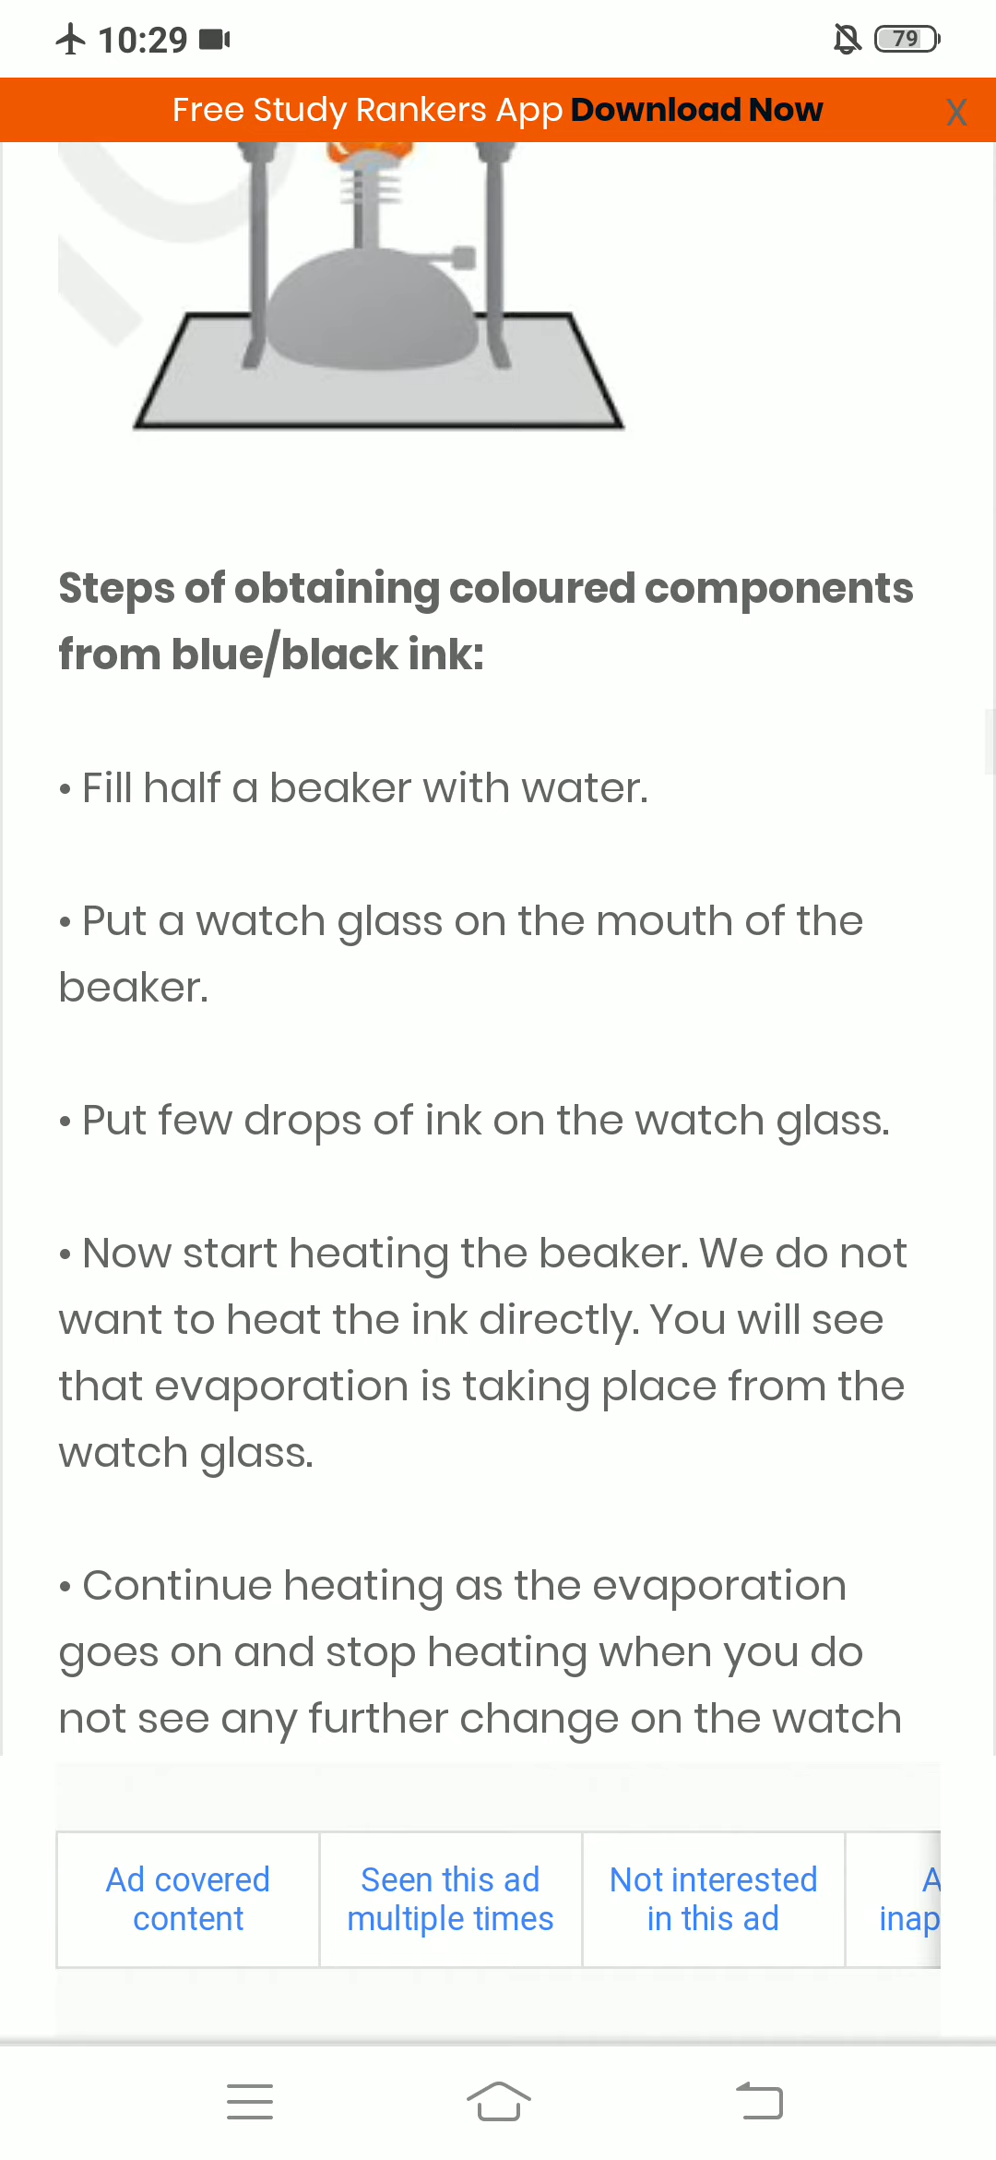 10:29
79
Free Study Rankers App Download Now
X
Steps of obtaining coloured components
from blue/black ink:
• Fill half a beaker with water.
• Put a watch glass on the mouth of the
beaker.
• Put few drops of ink on the watch glass.
• Now start heating the beaker. We do not
want to heat the ink directly. You will see
that evaporation is taking place from the
watch glass.
• Continue heating as the evaporation
goes on and stop heating when you do
not see any further change on the watch
Ad covered
content
Seen this ad
multiple times
Not interested
in this ad
A
inap